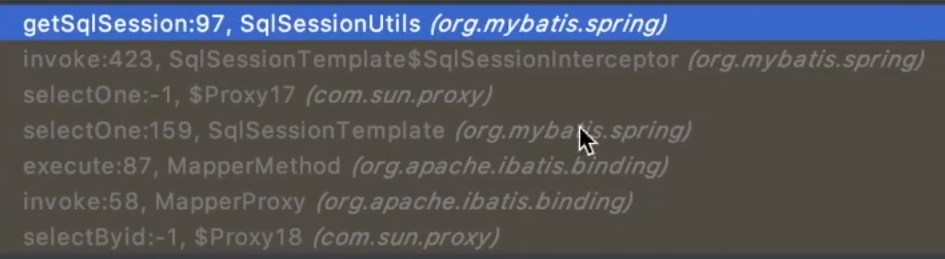 getSqlSession:97, SqlSessionUtils (org.mybatis.spring)
invoke:423, SqlSessionTemplate$SqlSessionInterceptor (org.mybatis.spring)
selectOne:-1, $Proxy17 (com.sun.proxy)
selectOne:159, SqlSessionTemplate (org.mybatis.spring)
execute:87, MapperMethod (org.apache.ibatis.binding)
invoke:58, MapperProxy (org.apache.ibatis.binding)
selectByid:-1, $Proxy18 (com.sun.proxy)